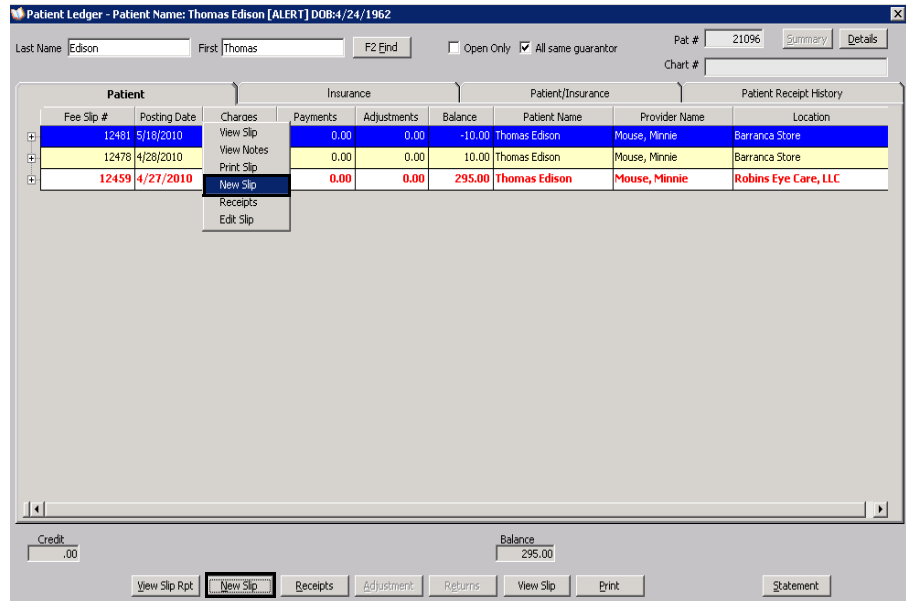 Patient Ledger - Patient Name: Thomas Edison [ALERT] DOB:4/24/1962
Last Name Edison First Thomas F2 Find Open Only All same guarantor Pat # 21096 Summary Details
Chart #
Patient Insurance Patient/Insurance Patient Receipt History
Fee Slip # Posting Date Charges Payments Adjustments Balance Patient Name Provider Name Location
12481 5/18/2010 View Slip 0.00 0.00 -10.00 Thomas Edison Mouse, Minnie Barranca Store
View Notes
12478 4/28/2010 0.00 0.00 10.00 Thomas Edison Mouse, Minnie Barranca Store
Print Slip
12459 4/27/2010 New Slip 0.00 0.00 295.00 Thomas Edison Mouse, Minnie Robins Eye Care, LLC
Receipts
Edit Slip
Credit Balance
.00 295.00
View Slip Rpt New Slip Receipts Adjustment Returns View Slip Print Statement